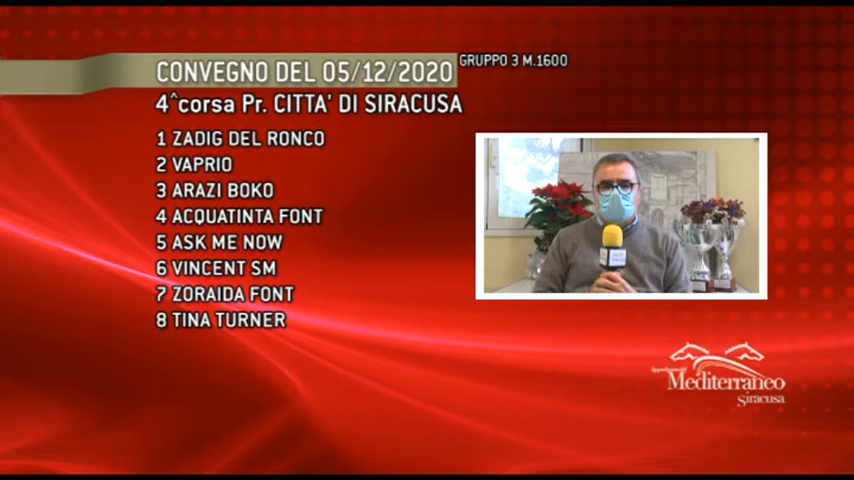 CONVEGNO DEL 05/12/2020
GRUPPO 3 M.1600
4^corsa Pr. CITTA' DI SIRACUSA
1 ZADIG DEL RONCO
2 VAPRIO
3 ARAZI BOKO
4 ACQUATINTA FONT
5 ASK ME NOW
6 VINCENT SM
7 ZORAIDA FONT
8 TINA TURNER
Mediterraneo
Siracusa